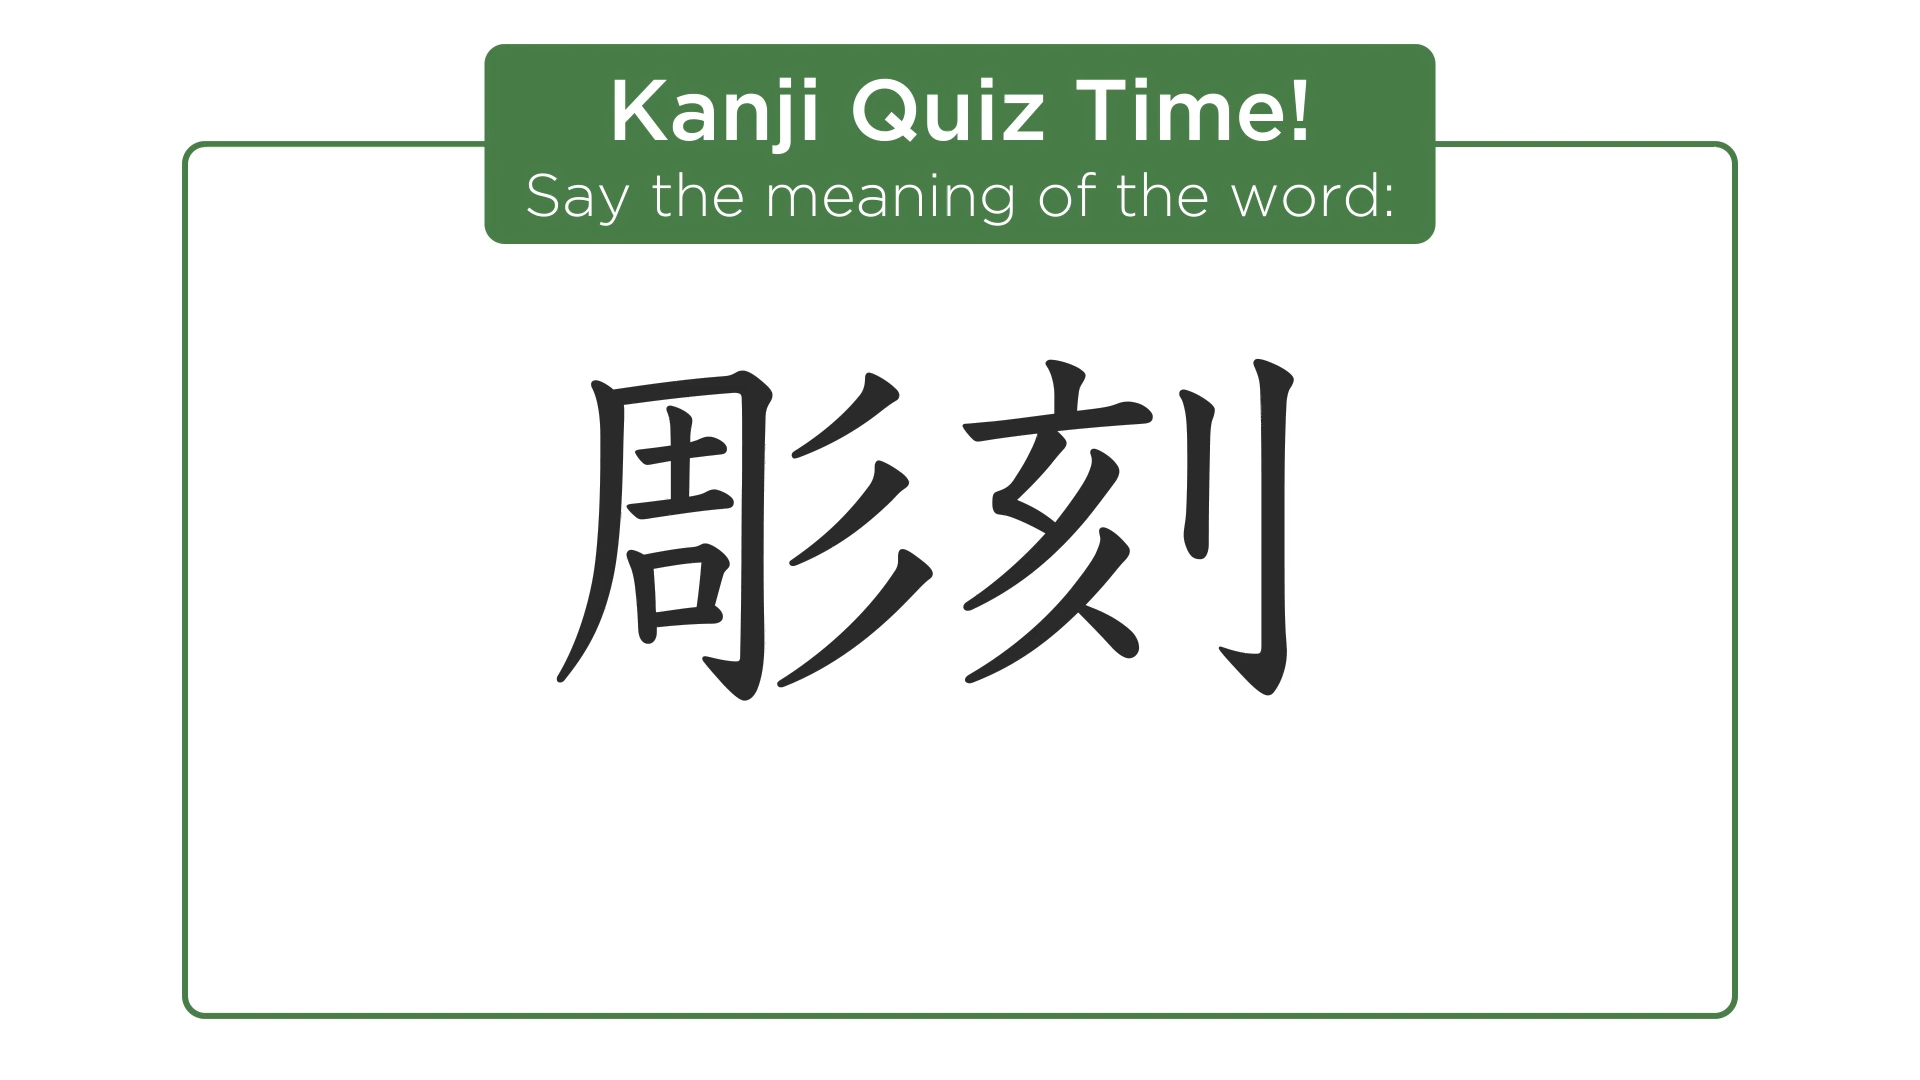 Kanji Quiz Time!
Say the meaning of the word:
彫刻